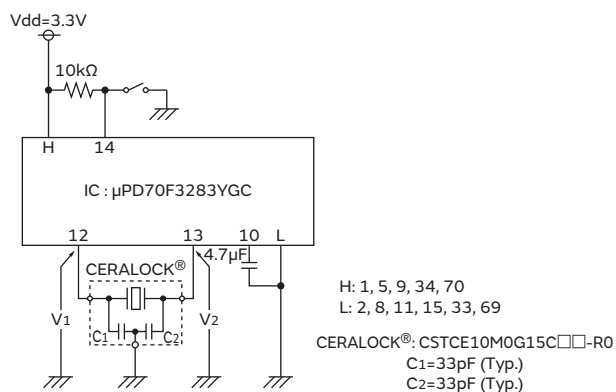 Vdd=3.3V
10kΩ
H
14
IC : µPD70F3283YGC
12
13
10
L
4.7µF
CERALOCK®
V1
C1
C2
V2
H: 1, 5, 9, 34, 70
L: 2, 8, 11, 15, 33, 69
CERALOCK®: CSTCE10M0G15C□□-R0
C1=33pF (Typ.)
C2=33pF (Typ.)